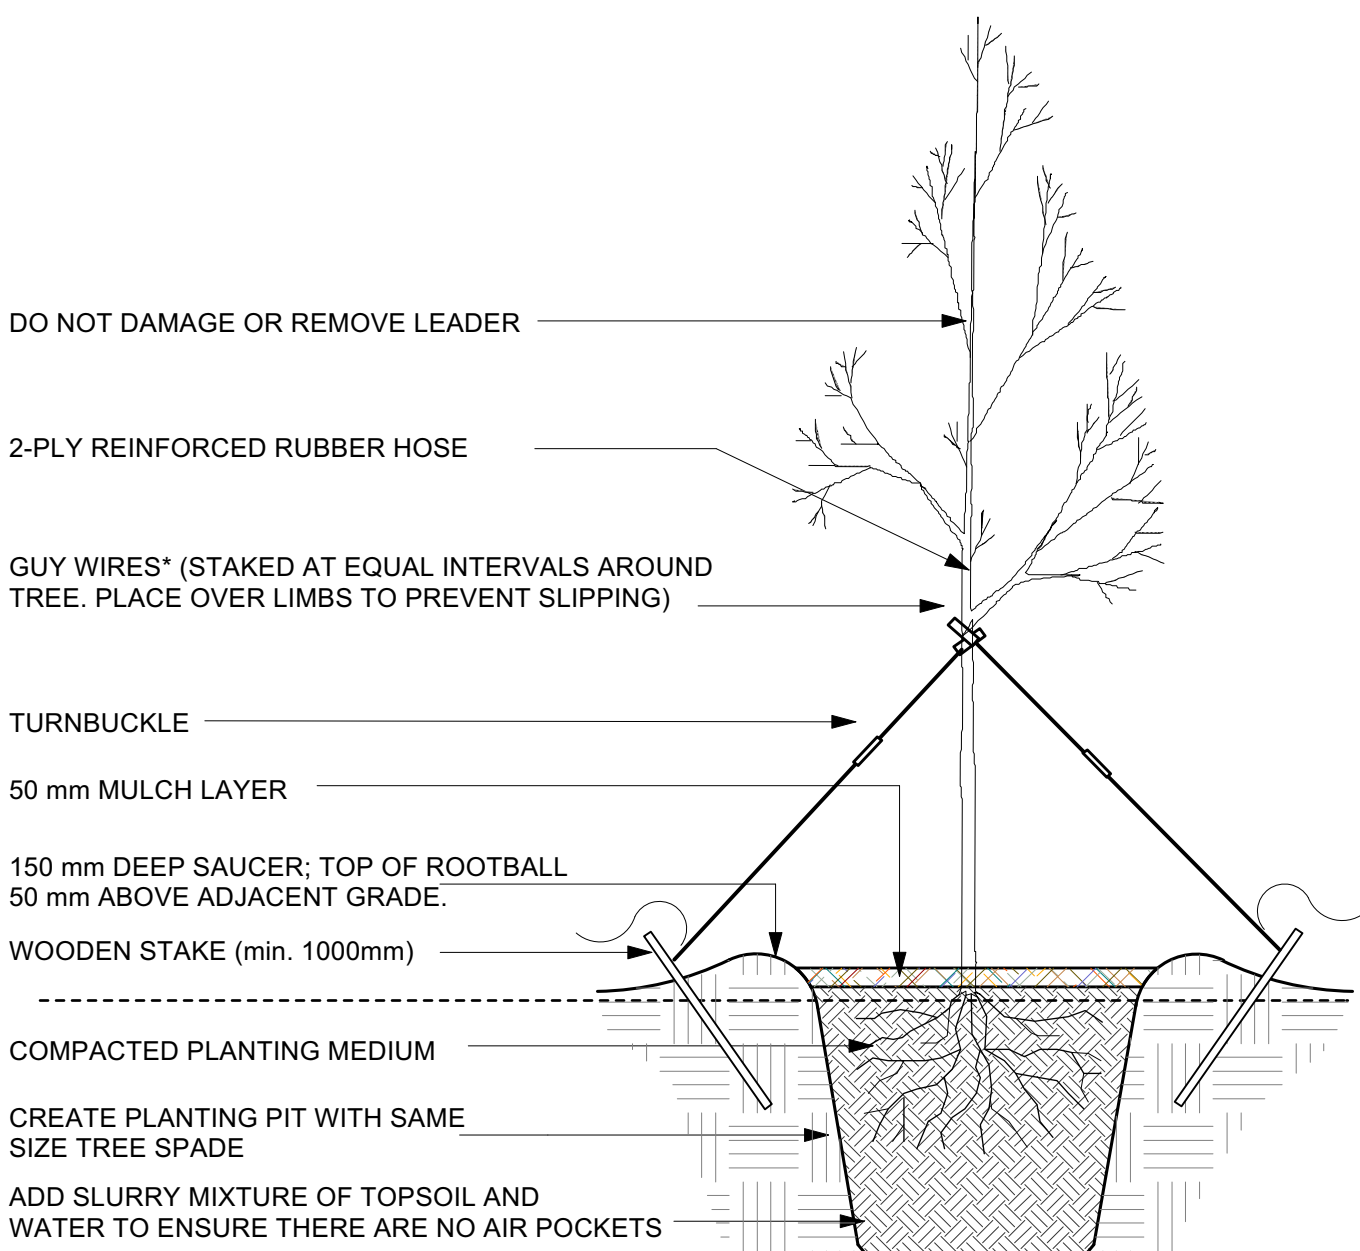 DO NOT DAMAGE OR REMOVE LEADER
2-PLY REINFORCED RUBBER HOSE
GUY WIRES* (STAKED AT EQUAL INTERVALS AROUND
TREE. PLACE OVER LIMBS TO PREVENT SLIPPING)
TURNBUCKLE
50 mm MULCH LAYER
150 mm DEEP SAUCER; TOP OF ROOTBALL
50 mm ABOVE ADJACENT GRADE.
WOODEN STAKE (min. 1000mm)
COMPACTED PLANTING MEDIUM
CREATE PLANTING PIT WITH SAME
SIZE TREE SPADE
ADD SLURRY MIXTURE OF TOPSOIL AND
WATER TO ENSURE THERE ARE NO AIR POCKETS